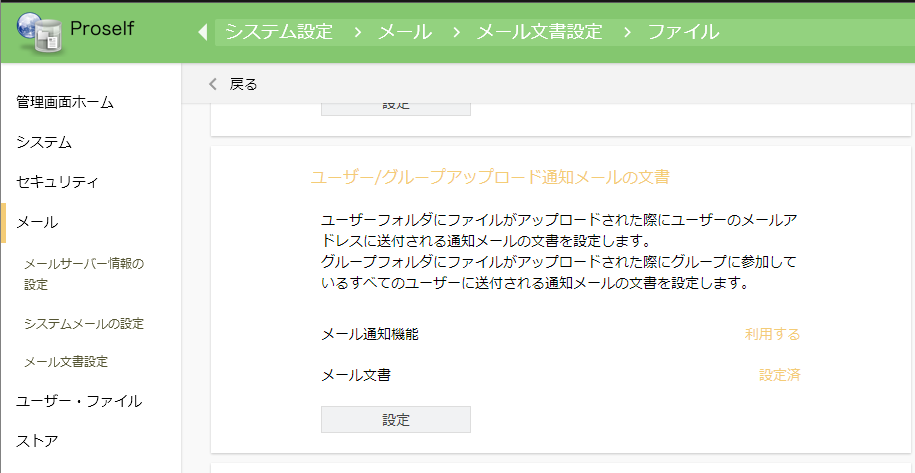 Proself
システム設定 > メール > メール文書設定 > ファイル
戻る
管理画面ホーム
システム
セキュリティ
メール
メールサーバー情報の
設定
システムメールの設定
メール文書設定
ユーザー・ファイル
ストア
設定
ユーザー/グループアップロード通知メールの文書
ユーザーフォルダにファイルがアップロードされた際にユーザーのメールア
ドレスに送付される通知メールの文書を設定します。
グループフォルダにファイルがアップロードされた際にグループに参加して
いるすべてのユーザーに送付される通知メールの文書を設定します。
メール通知機能 利用する
メール文書 設定済
設定